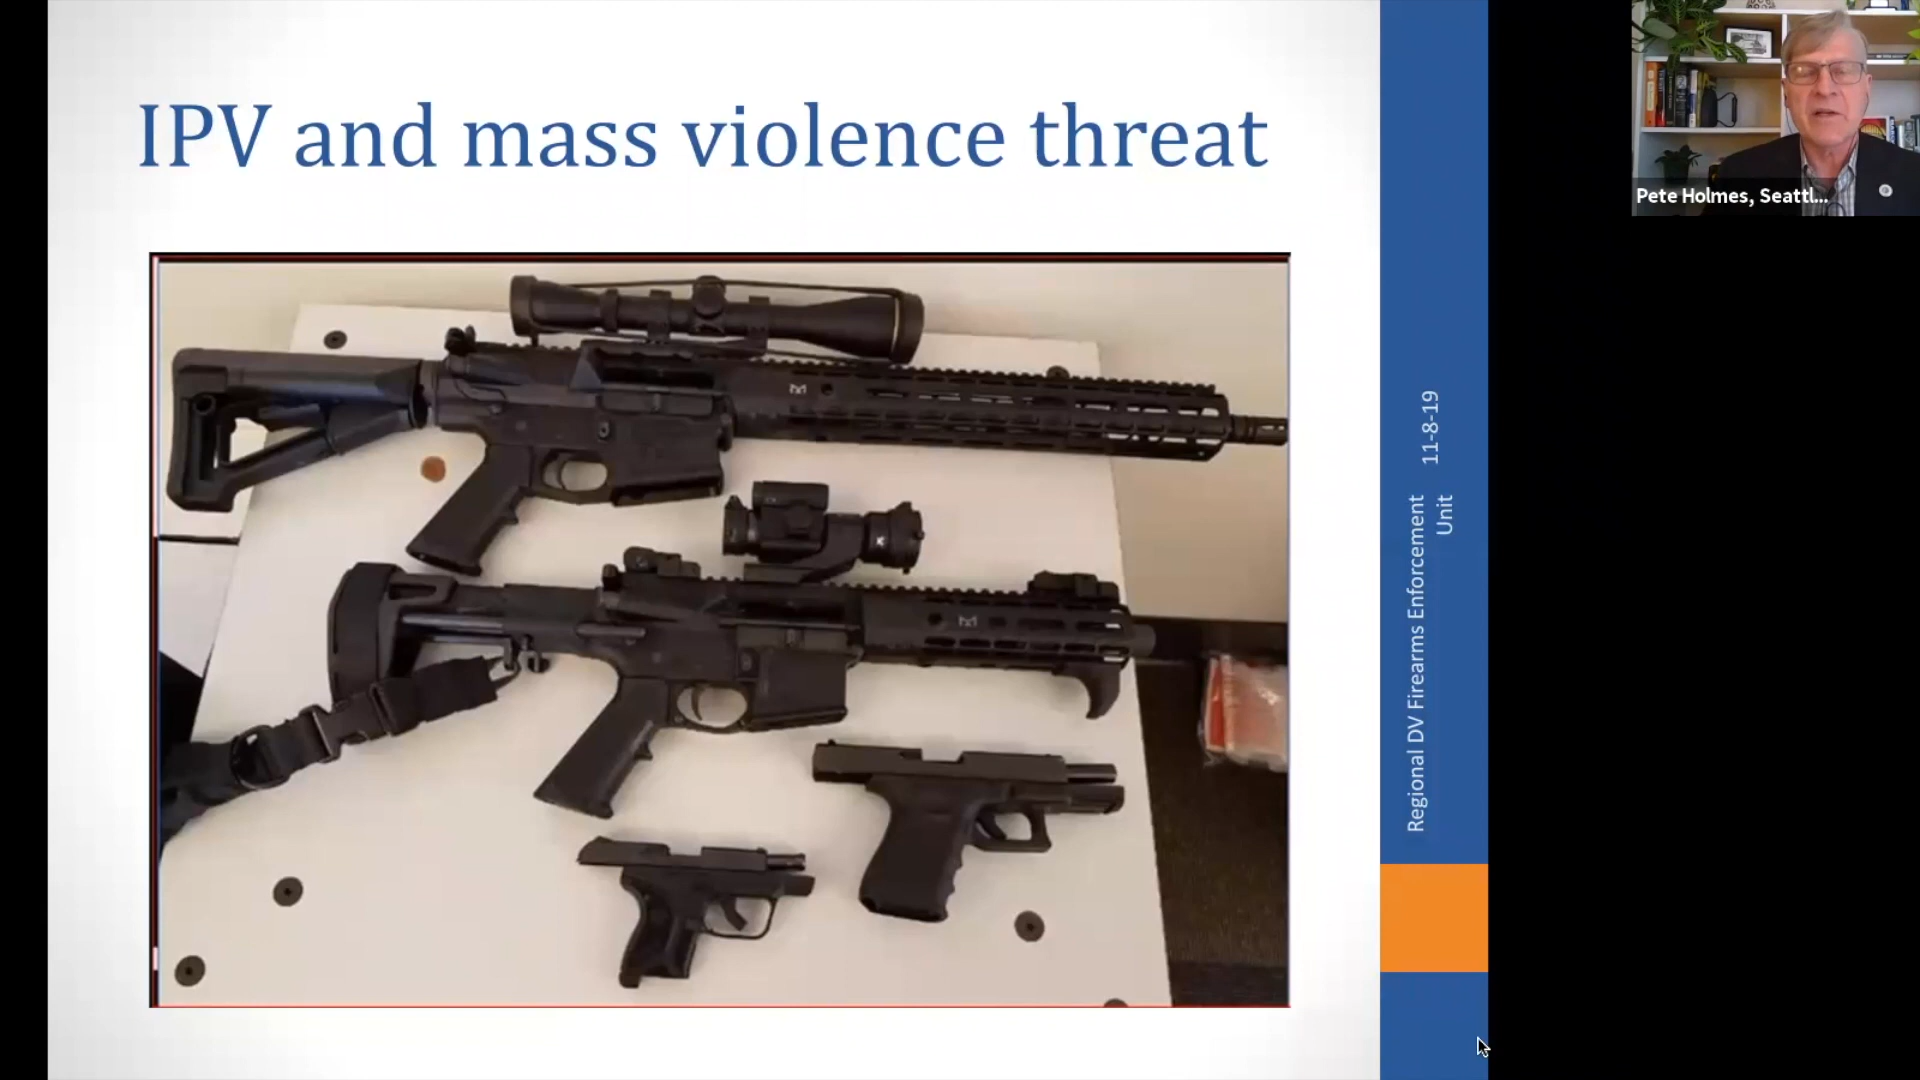 IPV and mass violence threat
Pete Holmes, Seattl...
Regional DV Firearms Enforcement
Unit
11-8-19